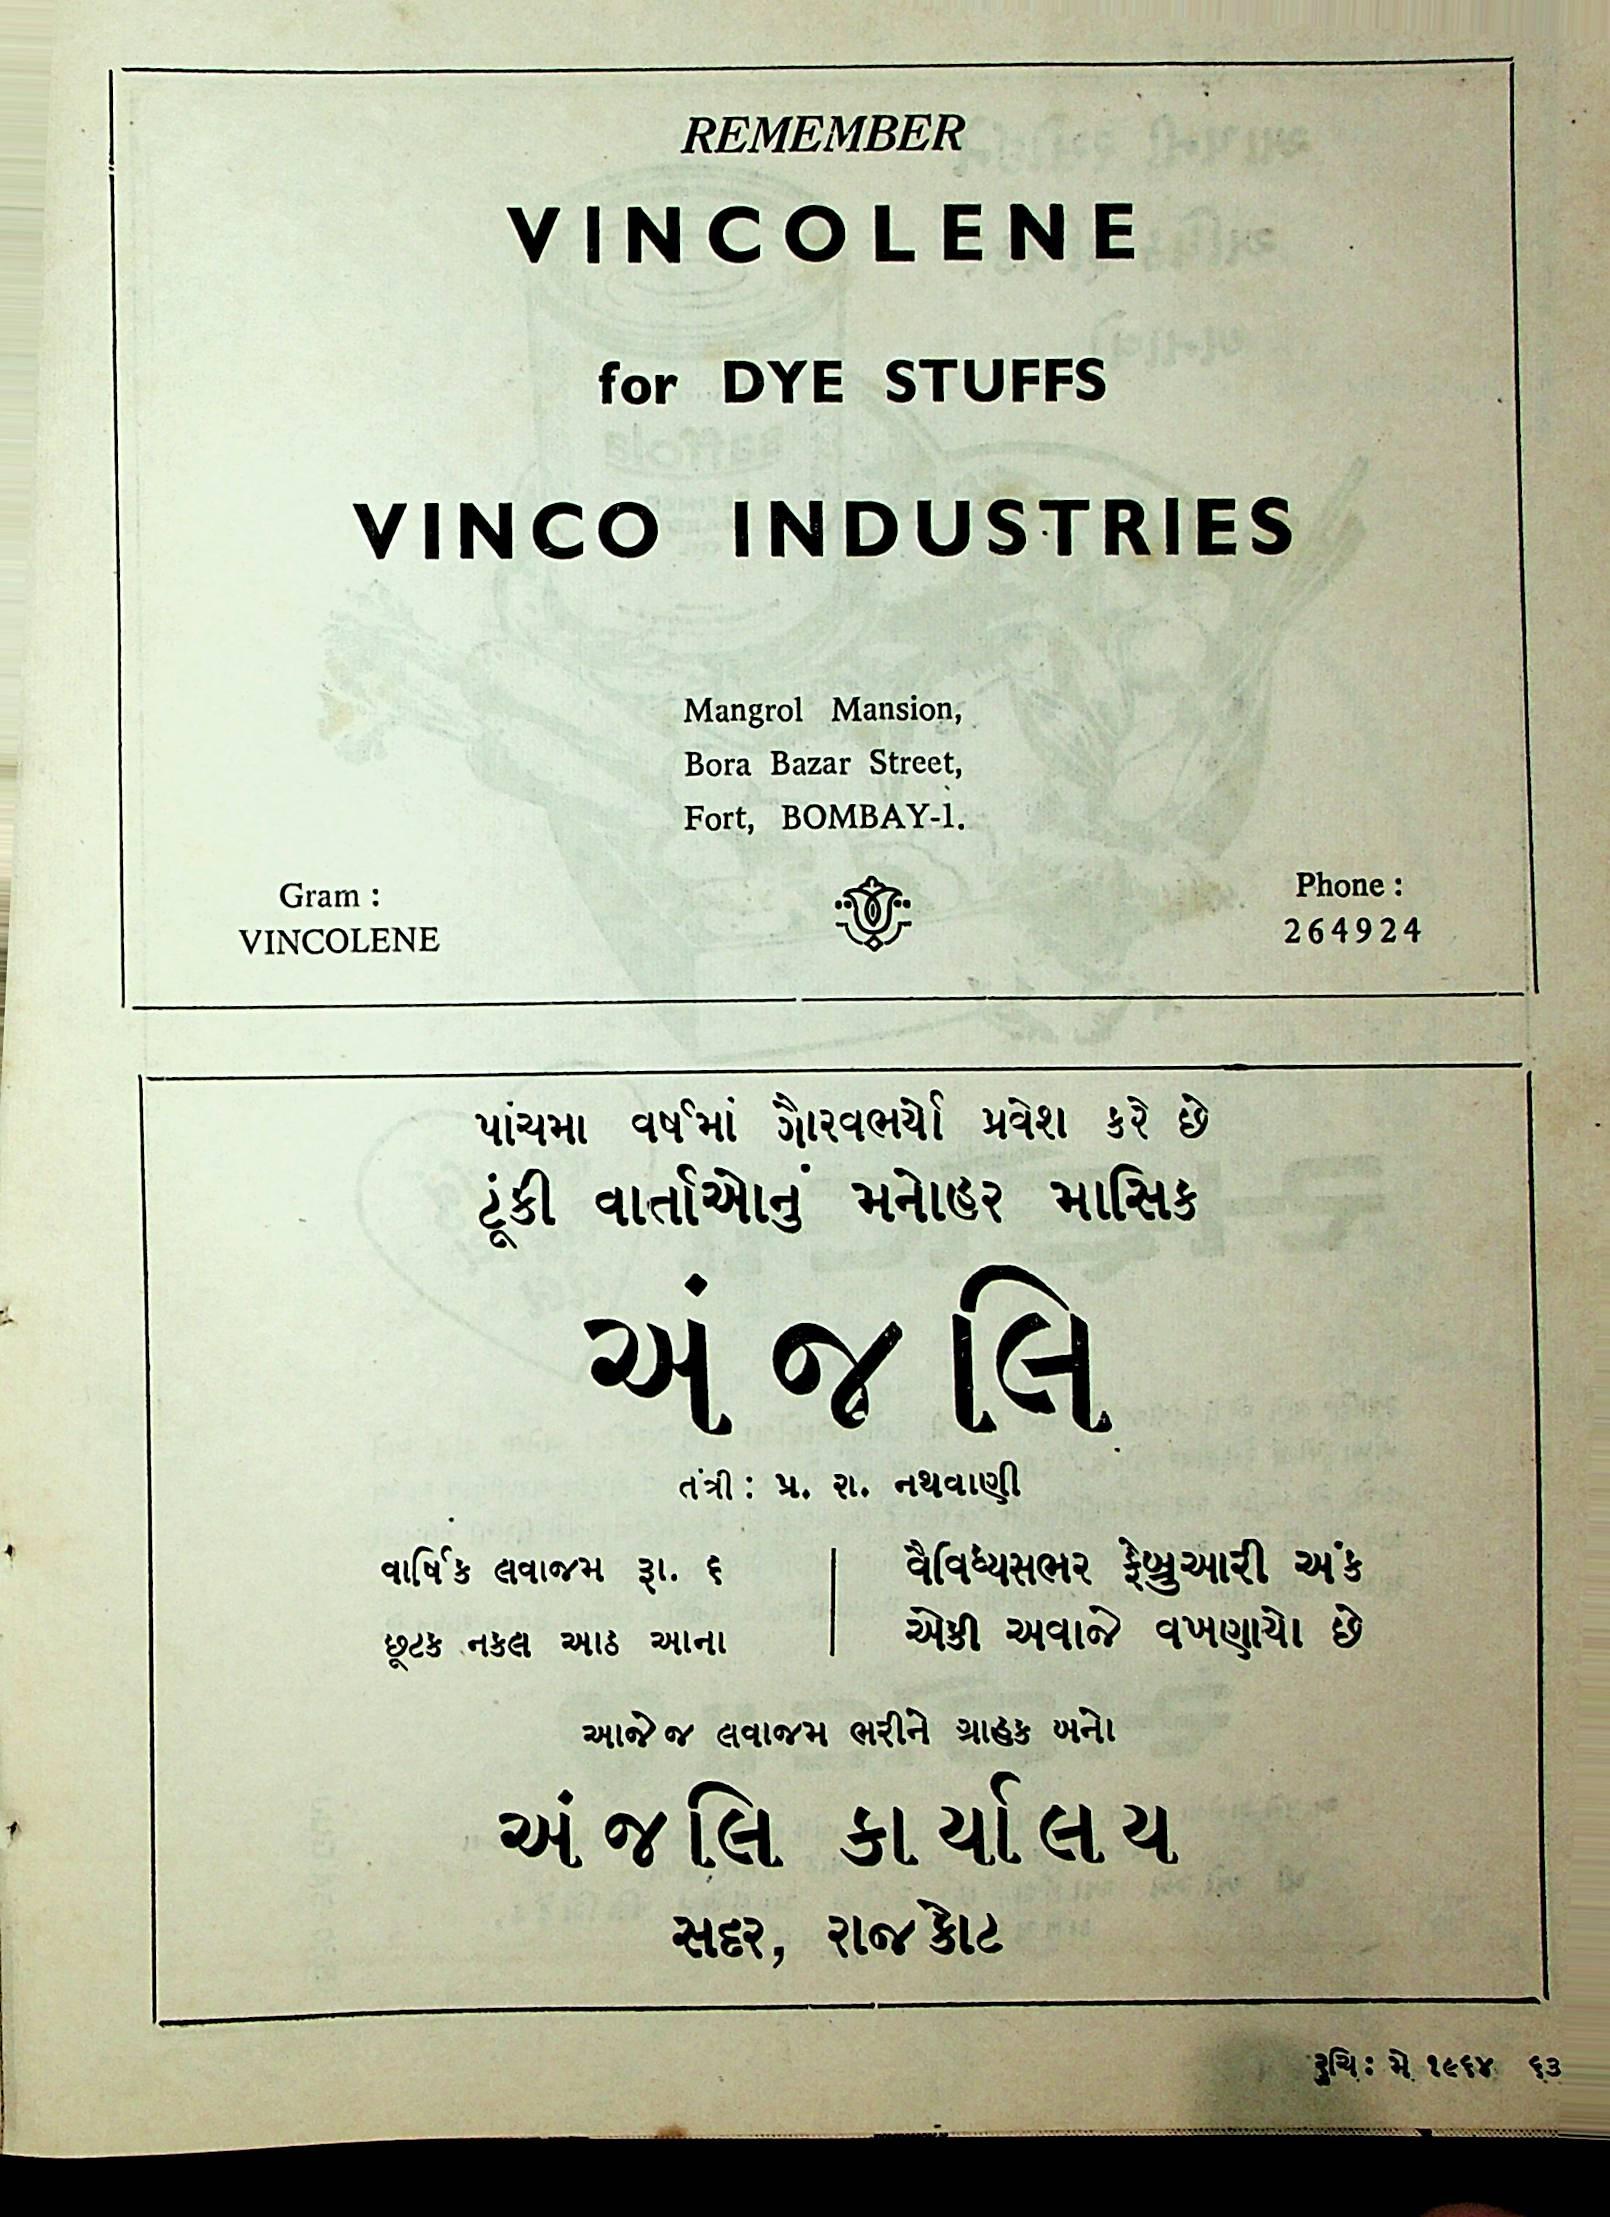 REMEMBER
VINCOLENE
for DYE STUFFS
VINCO INDUSTRIES
Mangrol Mansion,
Bora Bazar Street,
Fort, BOMBAY-1.
Gram :
VINCOLENE
Phone :
264924
પાંચમા વર્ષમાં ગૌરવભર્યો પ્રવેશ કરે છે
ટૂંકી વાર્તાઓનું મનોહર માસિક
અંજલિ
તંત્રી : પ્ર. રા. નથવાણી
વાર્ષિક લવાજમ રૂા. ૬
છૂટક નકલ આઠ આના
વૈવિધ્યસભર ફેબ્રુઆરી અંક
એકી અવાજે વખણાયો છે
આજે જ લવાજમ ભરીને ગ્રાહક બનો
અંજલિ કાર્યાલય
સદર, રાજકોટ
રુચિ : મે ૧૯૬૪ ૬૩